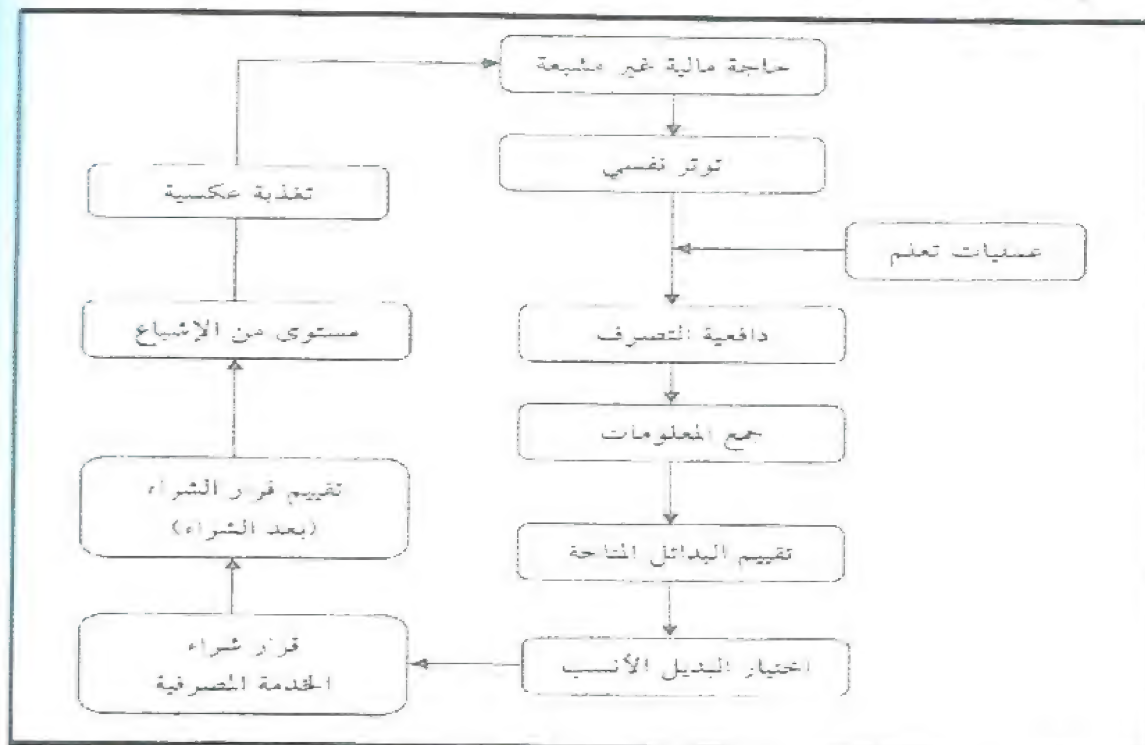 حاجة مالية غير مشبعة
توتر نفسي
عمليات تعلم
دافعية التصرف
جمع المعلومات
تقييم البدائل المتاحة
اختيار البديل الأنسب
قرار شراء
الخدمة المصرفية
تقييم قرار الشراء
(بعد الشراء)
مستوى من الإشباع
تغذية عكسية